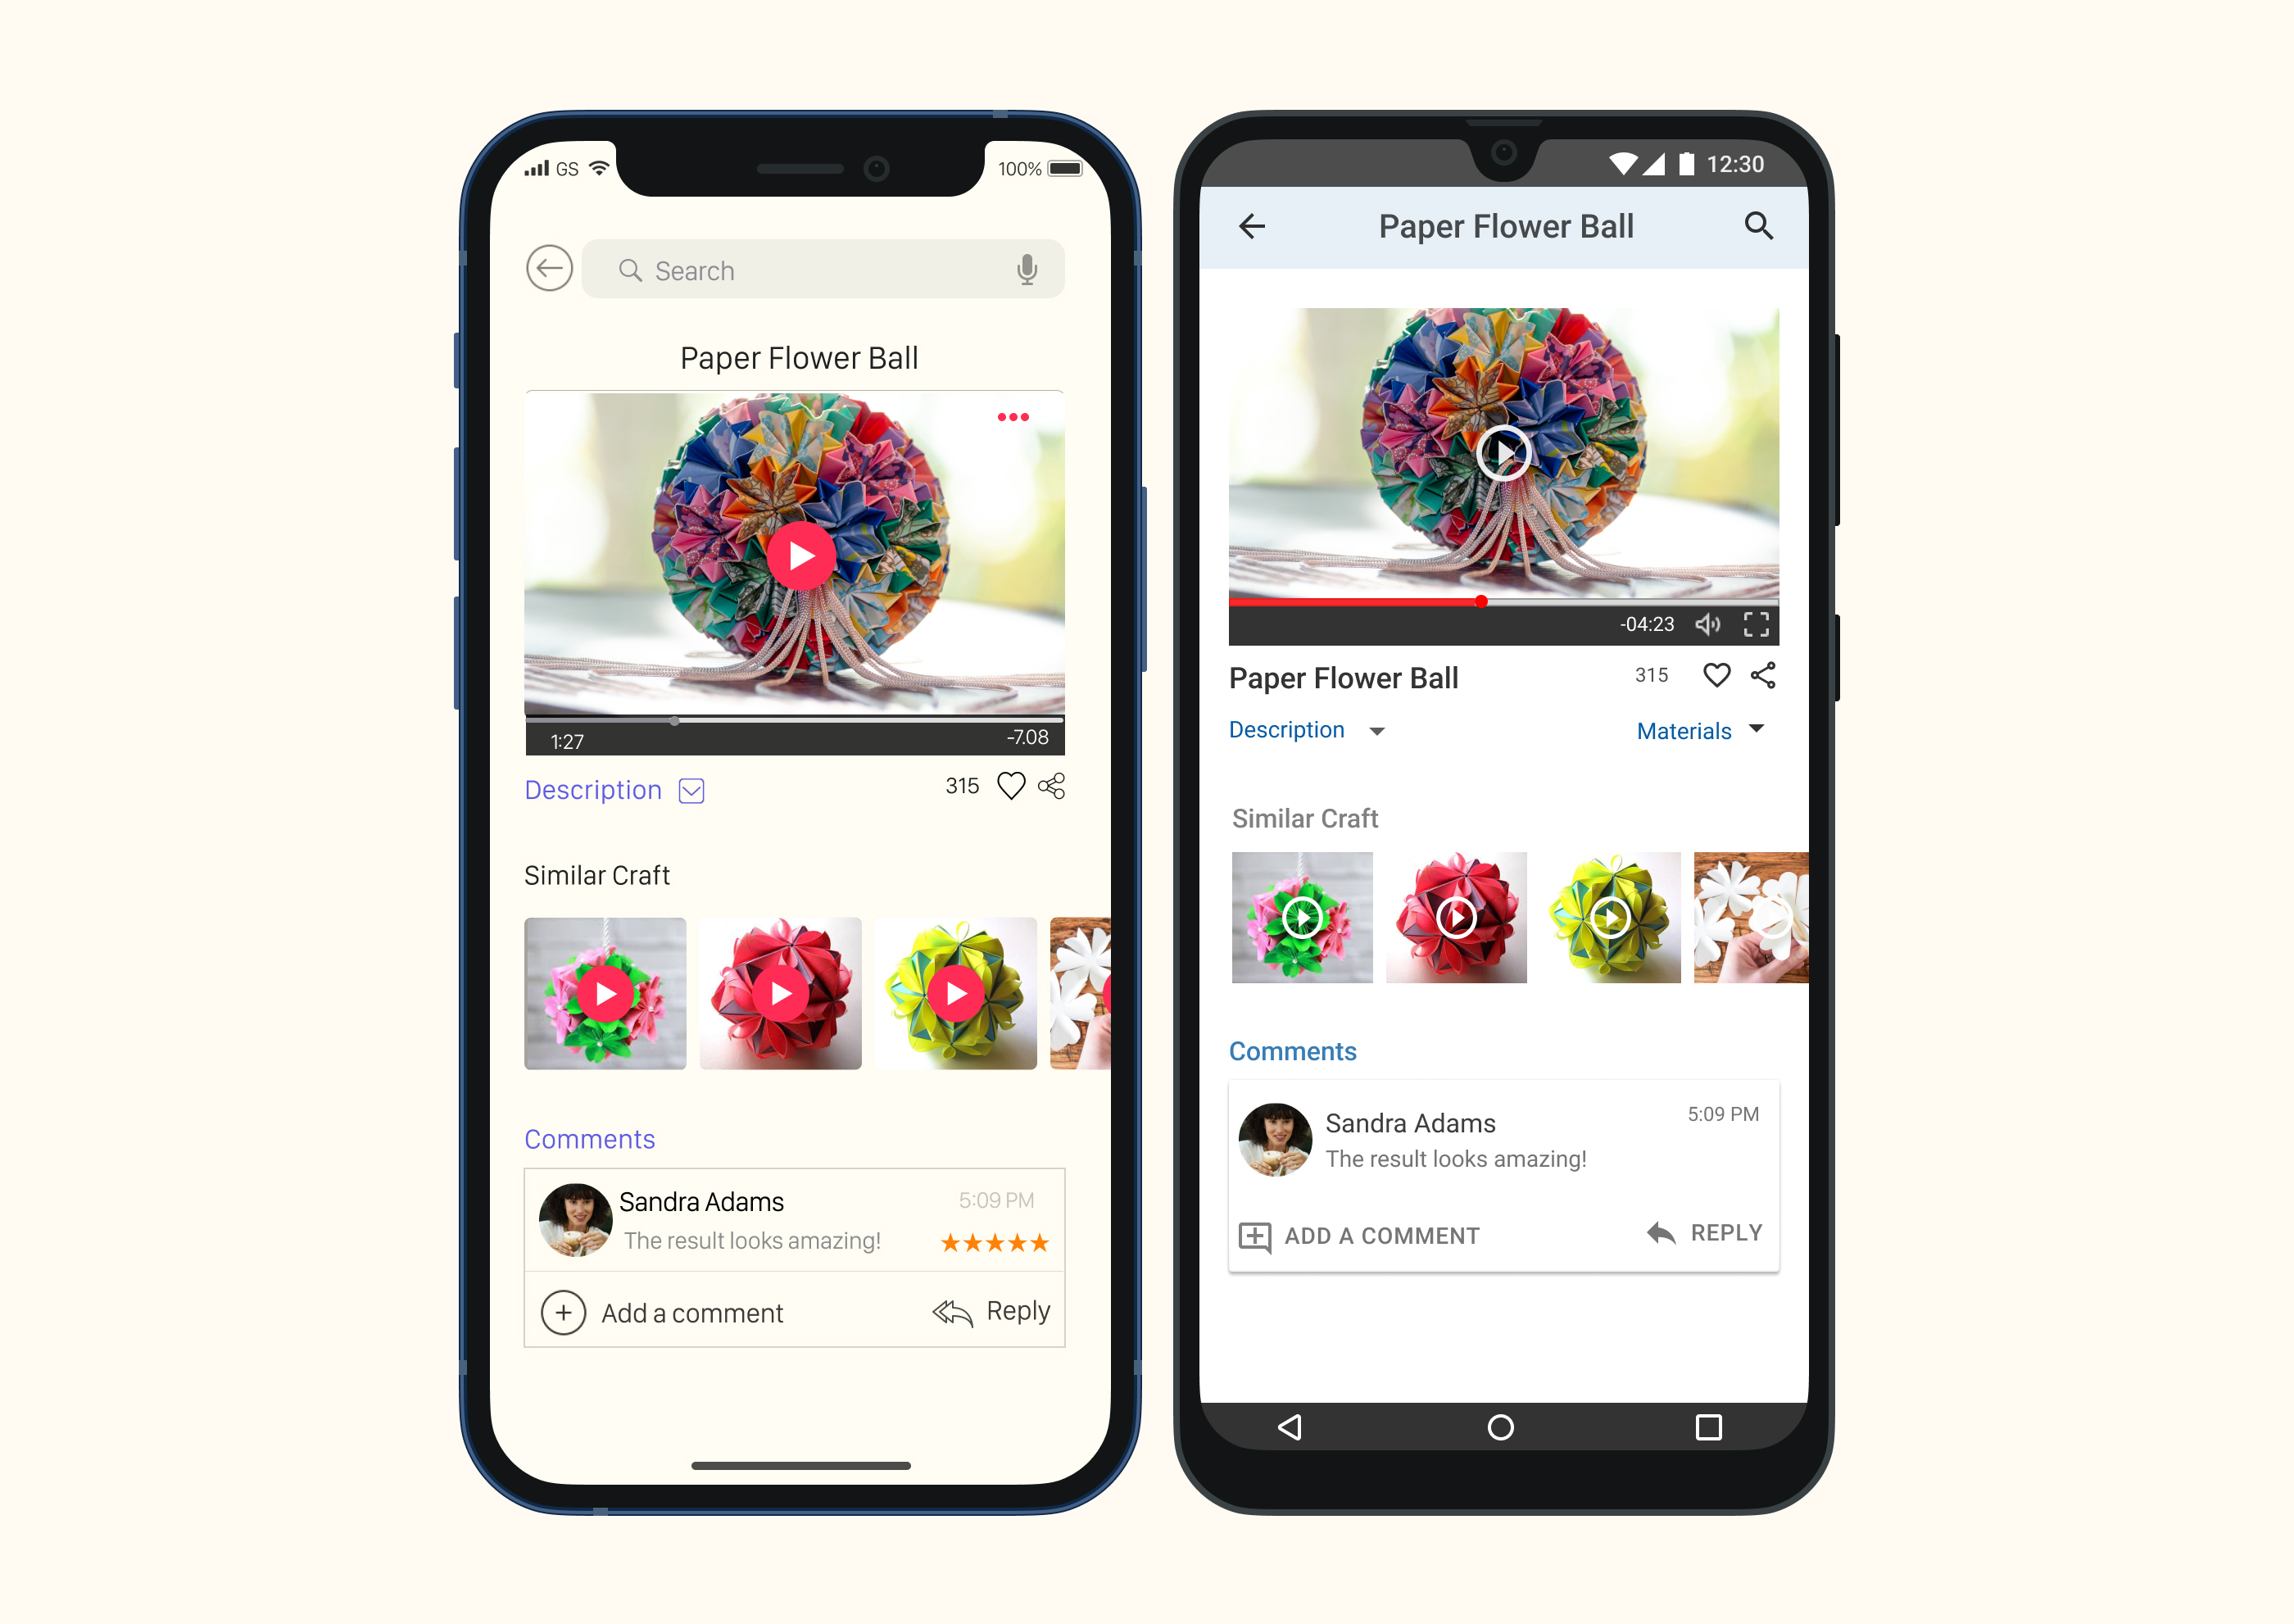 GS
100%
Search
Paper Flower Ball
1:27
-7.08
Description
315
Similar Craft
Comments
Sandra Adams
5:09 PM
The result looks amazing!
Add a comment
Reply
12:30
Paper Flower Ball
-04:23
Paper Flower Ball
315
Description
Materials
Similar Craft
Comments
Sandra Adams
5:09 PM
The result looks amazing!
ADD A COMMENT
REPLY